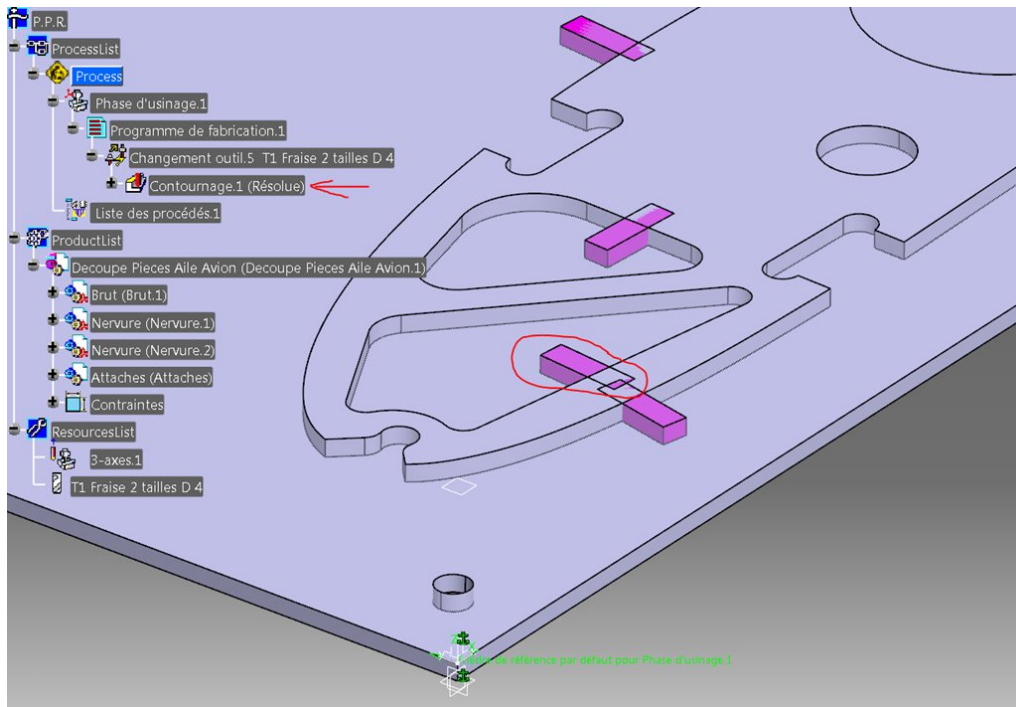 P.P.R.
ProcessList
Process
Phase d'usinage.1
Programme de fabrication.1
Changement outil.5 T1 Fraise 2 tailles D 4
Contournage.1 (Résolue)
Liste des procédés.1
ProductList
Decoupe Pieces Aile Avion (Decoupe Pieces Aile Avion.1)
Brut (Brut.1)
Nervure (Nervure.1)
Nervure (Nervure.2)
Attaches (Attaches)
Contraintes
ResourcesList
3-axes.1
T1 Fraise 2 tailles D 4
de référence par défaut pour Phase d'usinage.1